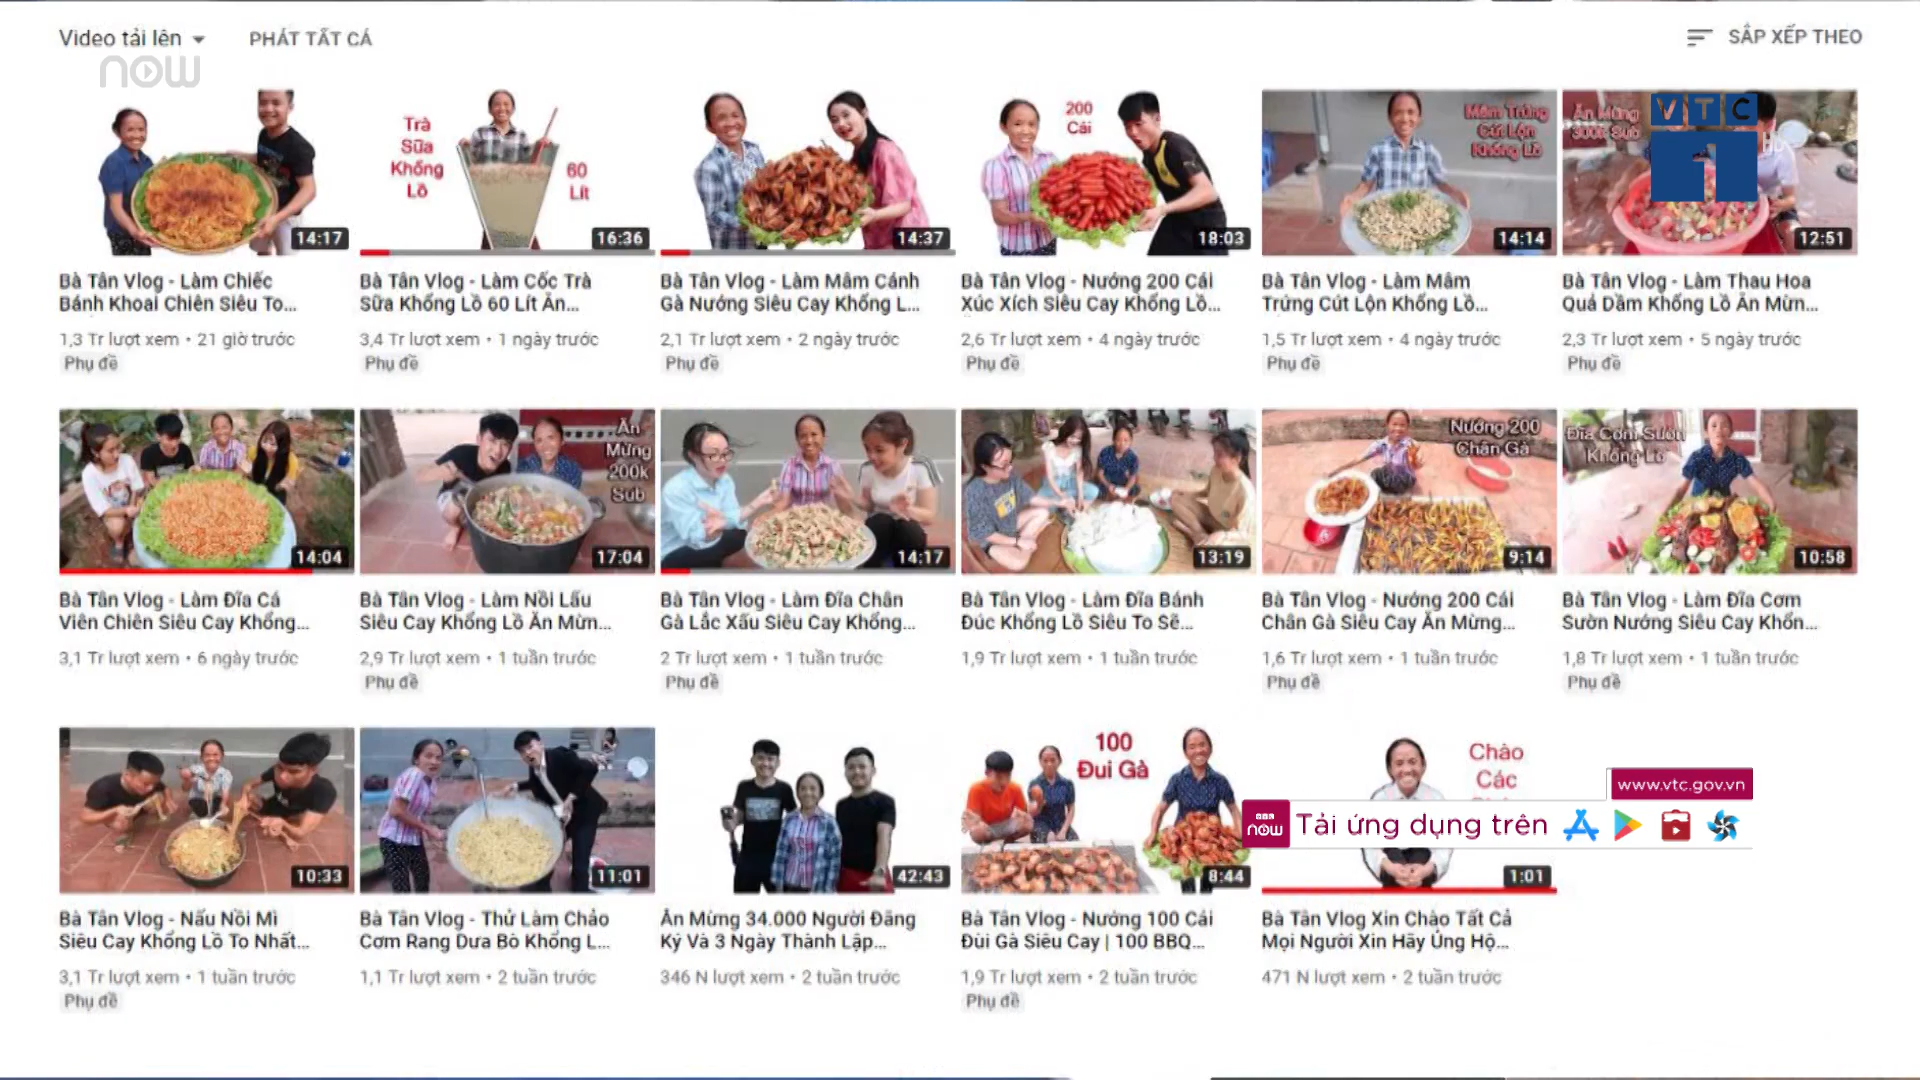 Video tải lên
PHÁT TẤT CẢ
SẮP XẾP THEO
now
Trà
Sữa
Khổng
Lồ
60
Lít
200
Cái
Mâm Trứng
Cút Lộn
Khổng Lồ
Ăn Mừng
300k Sub
VTC
1
HD
14:17
16:36
14:37
18:03
14:14
12:51
Bà Tân Vlog - Làm Chiếc
Bánh Khoai Chiên Siêu To...
1,3 Tr lượt xem • 21 giờ trước
Phụ đề
Bà Tân Vlog - Làm Cốc Trà
Sữa Khổng Lồ 60 Lít Ăn...
3,4 Tr lượt xem • 1 ngày trước
Phụ đề
Bà Tân Vlog - Làm Mâm Cánh
Gà Nướng Siêu Cay Khổng L...
2,1 Tr lượt xem • 2 ngày trước
Phụ đề
Bà Tân Vlog - Nướng 200 Cái
Xúc Xích Siêu Cay Khổng Lồ...
2,6 Tr lượt xem • 4 ngày trước
Phụ đề
Bà Tân Vlog - Làm Mâm
Trứng Cút Lộn Khổng Lồ...
1,5 Tr lượt xem • 4 ngày trước
Phụ đề
Bà Tân Vlog - Làm Thau Hoa
Quả Dầm Khổng Lồ Ăn Mừn...
2,3 Tr lượt xem • 5 ngày trước
Phụ đề
Ăn
Mừng
200k
Sub
Nướng 200
Chân Gà
Đĩa Cơm Sườn
Khổng Lồ
14:04
17:04
14:17
13:19
9:14
10:58
Bà Tân Vlog - Làm Đĩa Cá
Viên Chiên Siêu Cay Khổng...
3,1 Tr lượt xem • 6 ngày trước
Bà Tân Vlog - Làm Nồi Lẩu
Siêu Cay Khổng Lồ Ăn Mừn...
2,9 Tr lượt xem • 1 tuần trước
Phụ đề
Bà Tân Vlog - Làm Đĩa Chân
Gà Lắc Xấu Siêu Cay Khổng...
2 Tr lượt xem • 1 tuần trước
Phụ đề
Bà Tân Vlog - Làm Đĩa Bánh
Đúc Khổng Lồ Siêu To Sẽ...
1,9 Tr lượt xem • 1 tuần trước
Bà Tân Vlog - Nướng 200 Cái
Chân Gà Siêu Cay Ăn Mừng...
1,6 Tr lượt xem • 1 tuần trước
Phụ đề
Bà Tân Vlog - Làm Đĩa Cơm
Sườn Nướng Siêu Cay Khổn...
1,8 Tr lượt xem • 1 tuần trước
Phụ đề
100
Đui Gà
Chào
Các
www.vtc.gov.vn
now
Tải ứng dụng trên
10:33
11:01
42:43
8:44
1:01
Bà Tân Vlog - Nấu Nồi Mì
Siêu Cay Khổng Lồ To Nhất...
3,1 Tr lượt xem • 1 tuần trước
Phụ đề
Bà Tân Vlog - Thử Làm Chảo
Cơm Rang Dưa Bò Khổng L...
1,1 Tr lượt xem • 2 tuần trước
Ăn Mừng 34.000 Người Đăng
Ký Và 3 Ngày Thành Lập...
346 N lượt xem • 2 tuần trước
Bà Tân Vlog - Nướng 100 Cái
Đùi Gà Siêu Cay | 100 BBQ...
1,9 Tr lượt xem • 2 tuần trước
Phụ đề
Bà Tân Vlog Xin Chào Tất Cả
Mọi Người Xin Hãy Ủng Hộ...
471 N lượt xem • 2 tuần trước